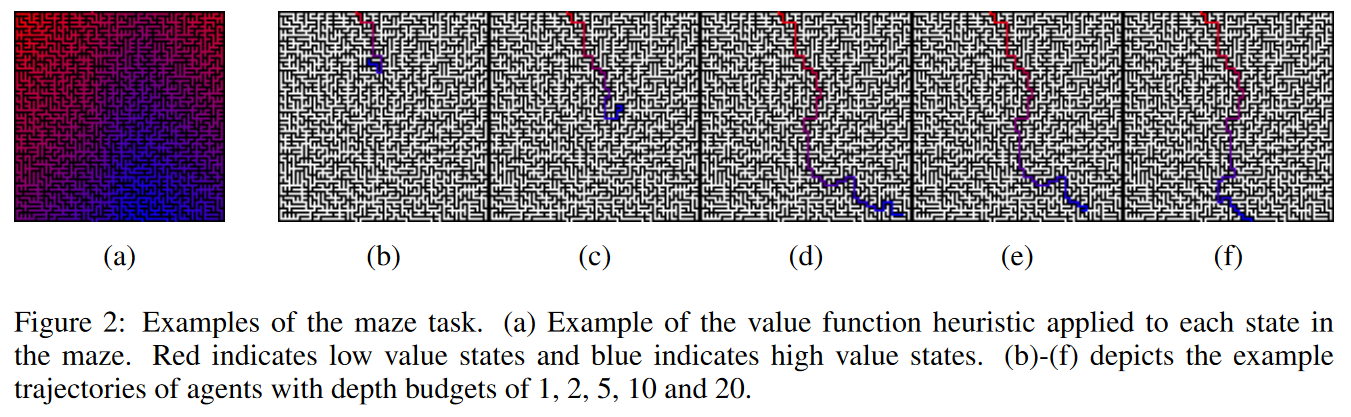 (a)
(b)
(c)
(d)
(e)
(f)
Figure 2: Examples of the maze task. (a) Example of the value function heuristic applied to each state in
the maze. Red indicates low value states and blue indicates high value states. (b)-(f) depicts the example
trajectories of agents with depth budgets of 1, 2, 5, 10 and 20.